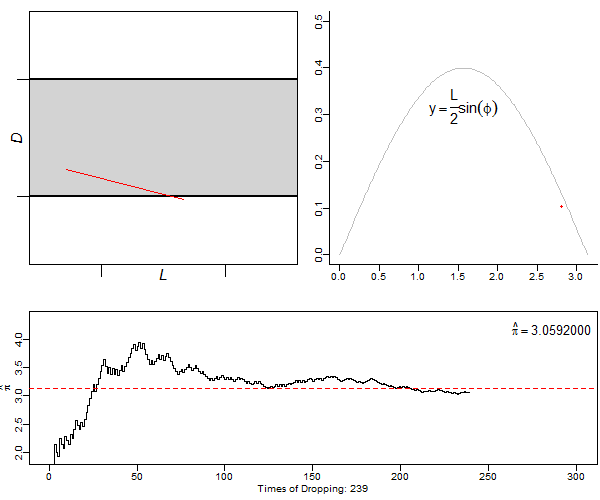 D
L
0.5
0.4
0.3
0.2
0.1
0.0
y = L/2 sin(ϕ)
0.0 0.5 1.0 1.5 2.0 2.5 3.0
π̂ = 3.0592000
4.0
3.5
3.0
2.5
2.0
π̂
0 50 100 150 200 250 300
Times of Dropping: 239